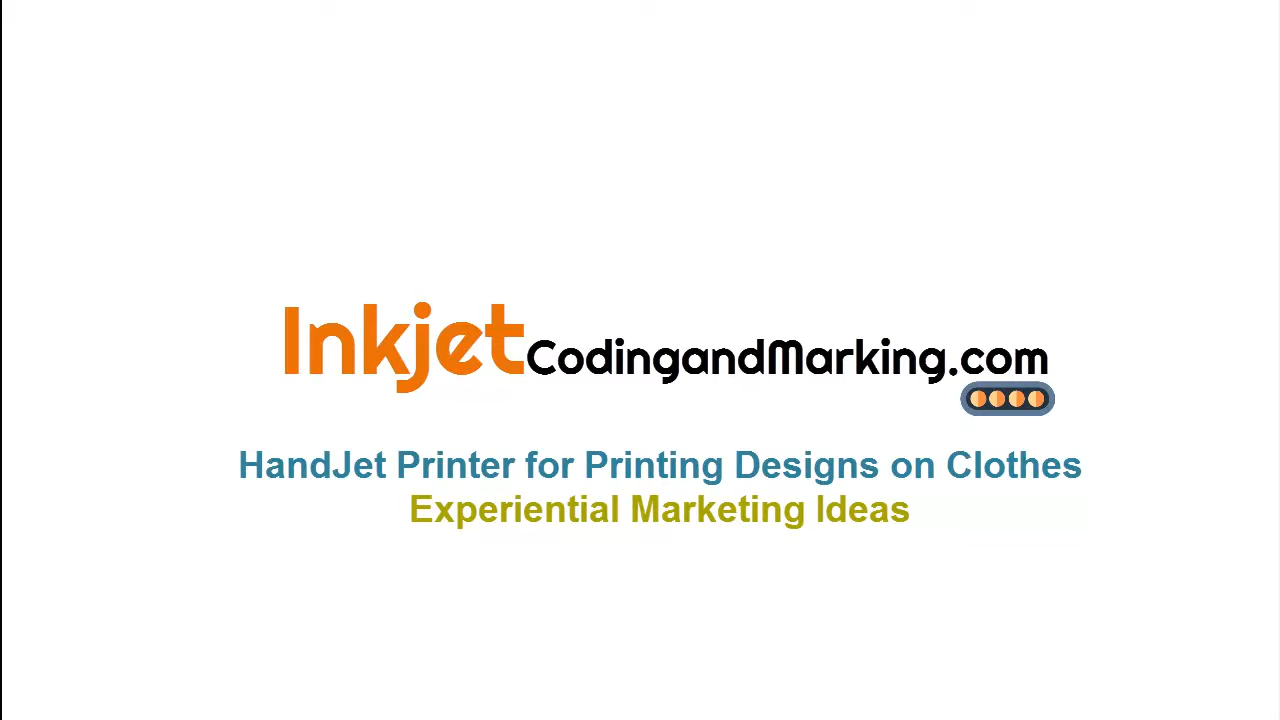 InkjetCodingandMarking.com
HandJet Printer for Printing Designs on Clothes
Experiential Marketing Ideas